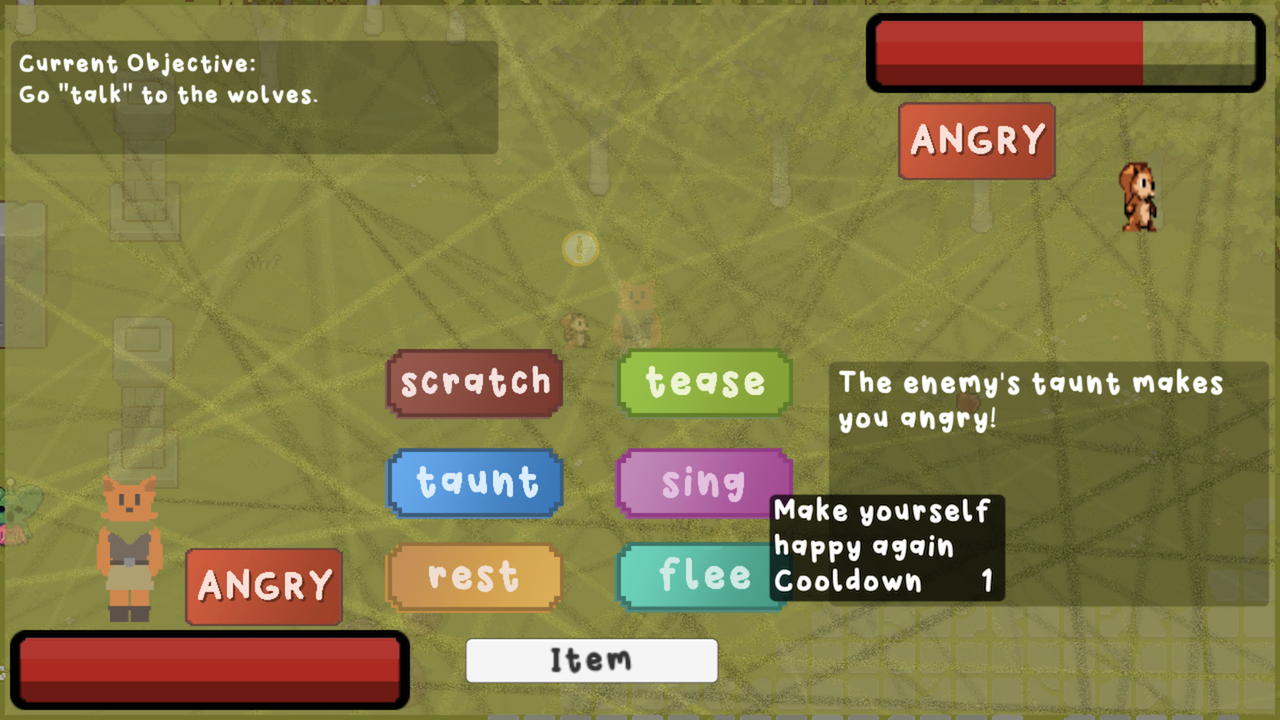 Current Objective:
Go "talk" to the wolves.
ANGRY
scratch
tease
The enemy's taunt makes
you angry!
taunt
sing
Make yourself
happy again
Cooldown 1
rest
flee
ANGRY
Item